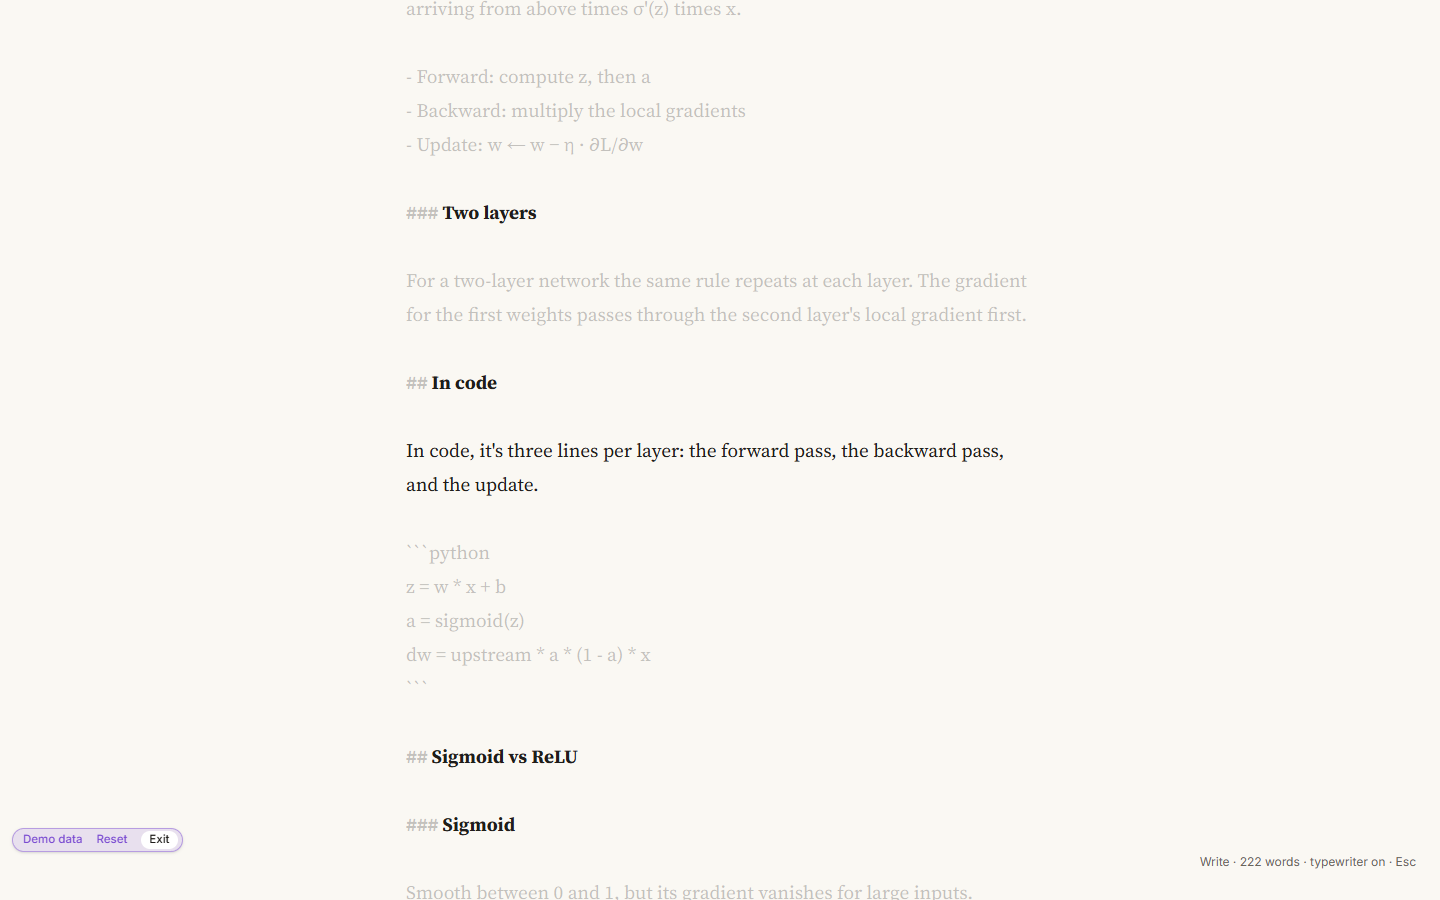 arriving from above times σ'(z) times x.
- Forward: compute z, then a
- Backward: multiply the local gradients
- Update: w ← w − η · ∂L/∂w
### Two layers
For a two-layer network the same rule repeats at each layer. The gradient
for the first weights passes through the second layer's local gradient first.
## In code
In code, it's three lines per layer: the forward pass, the backward pass,
and the update.
```python
z = w * x + b
a = sigmoid(z)
dw = upstream * a * (1 - a) * x
```
## Sigmoid vs ReLU
### Sigmoid
Demo data Reset Exit
Write · 222 words · typewriter on · Esc
Smooth between 0 and 1, but its gradient vanishes for large inputs.